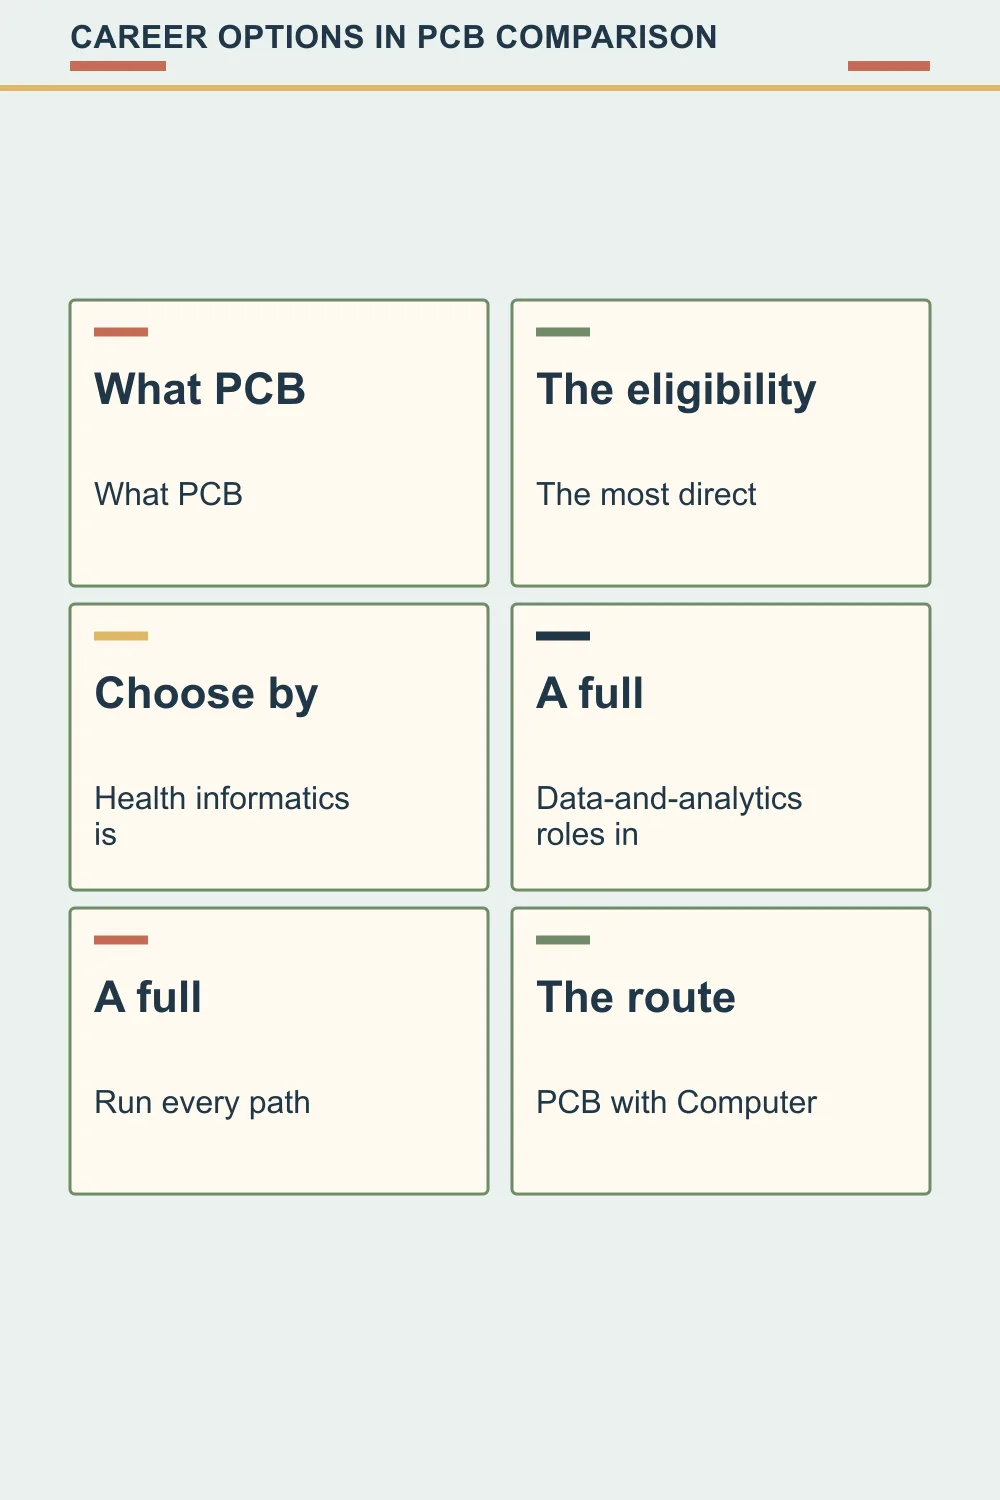 CAREER OPTIONS IN PCB COMPARISON
What PCB
What PCB
The eligibility
The most direct
Choose by
Health informatics
is
A full
Data-and-analytics
roles in
A full
Run every path
The route
PCB with Computer